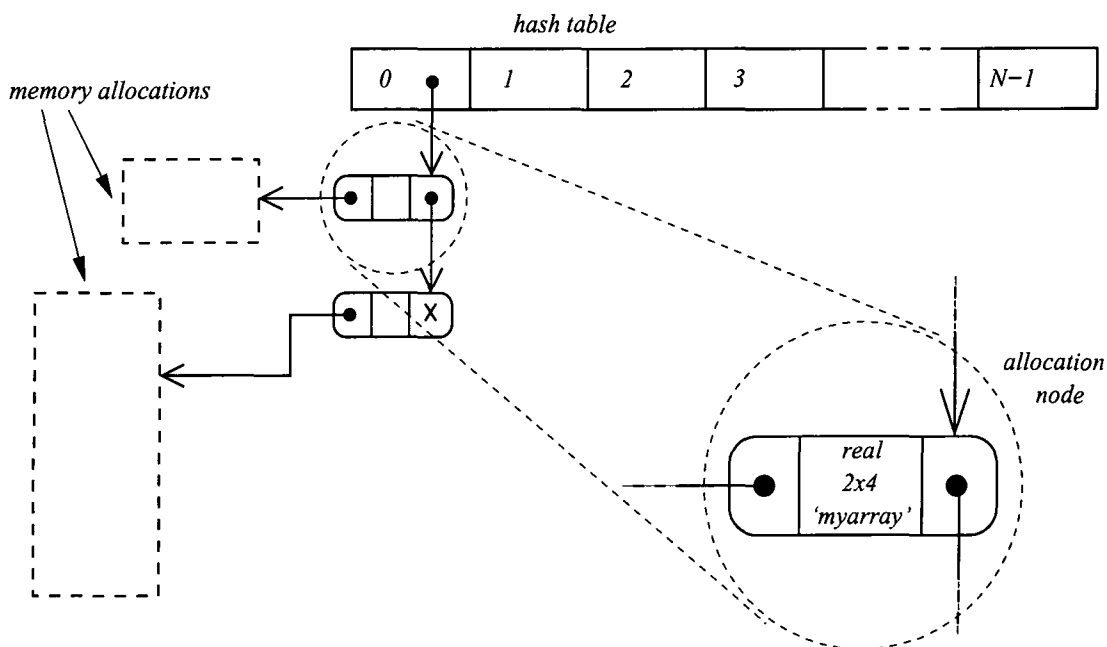 hash table
0 1 2 3 N−1
memory allocations
X
allocation
node
real
2x4
‘myarray’